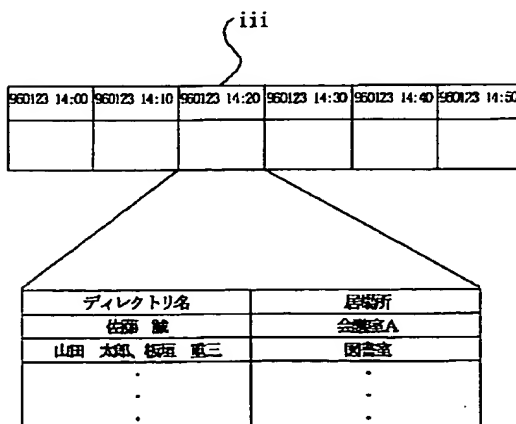 iii
960123 14:00 960123 14:10 960123 14:20 960123 14:30 960123 14:40 960123 14:50
ディレクトリ名 居場所
佐藤 誠 会議室A
山田 太郎、板垣 重三 図書室